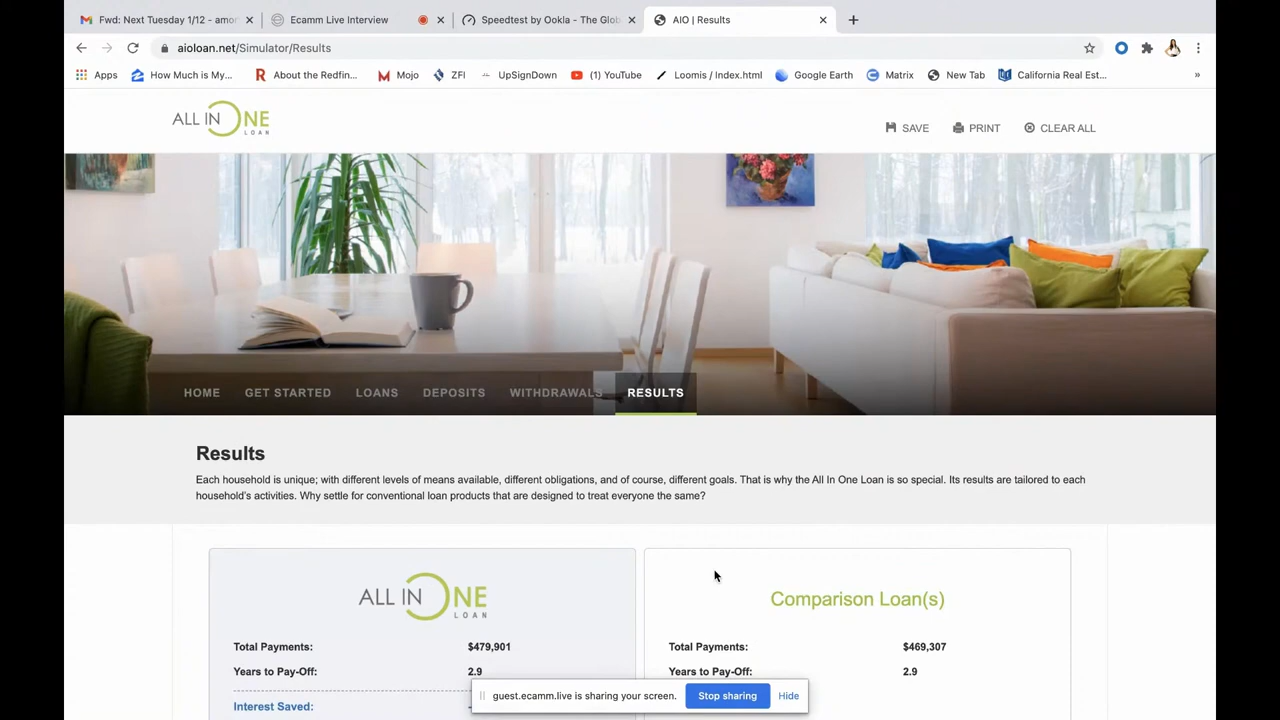 Fwd: Next Tuesday 1/12 - amor
Ecamm Live Interview
Speedtest by Ookla - The Glob
AIO | Results
aioloan.net/Simulator/Results
Apps
How Much is My...
About the Redfin...
Mojo
ZFI
UpSignDown
(1) YouTube
Loomis / Index.html
Google Earth
Matrix
New Tab
California Real Est...
»
ALL IN ONE
LOAN
SAVE
PRINT
CLEAR ALL
HOME
GET STARTED
LOANS
DEPOSITS
WITHDRAWALS
RESULTS
Results
Each household is unique; with different levels of means available, different obligations, and of course, different goals. That is why the All In One Loan is so special. Its results are tailored to each
household's activities. Why settle for conventional loan products that are designed to treat everyone the same?
ALL IN ONE
LOAN
Total Payments: $479,901
Years to Pay-Off: 2.9
Interest Saved:
Comparison Loan(s)
Total Payments: $469,307
Years to Pay-Off: 2.9
guest.ecamm.live is sharing your screen.
Stop sharing
Hide